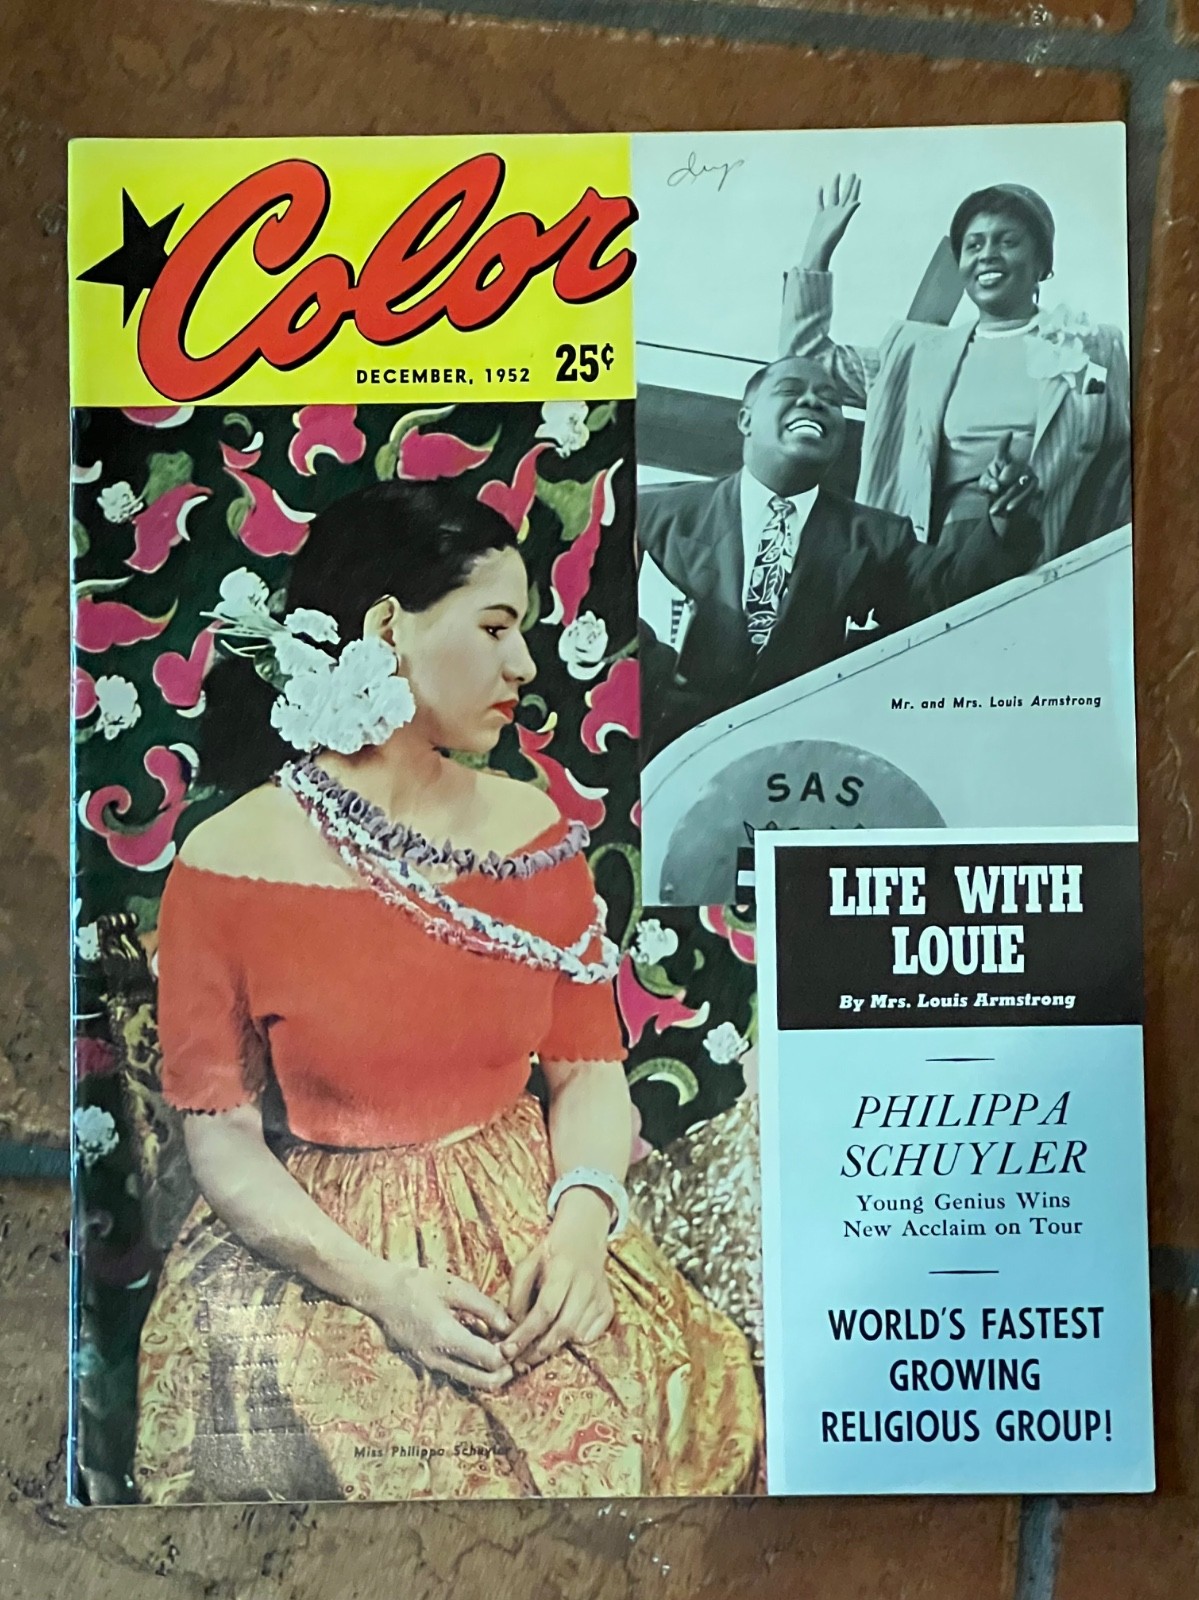 Color
DECEMBER, 1952 25¢
dup
Mr. and Mrs. Louis Armstrong
SAS
LIFE WITH
LOUIE
By Mrs. Louis Armstrong
PHILIPPA
SCHUYLER
Young Genius Wins
New Acclaim on Tour
WORLD'S FASTEST
GROWING
RELIGIOUS GROUP!
Miss Philippa Schuyler